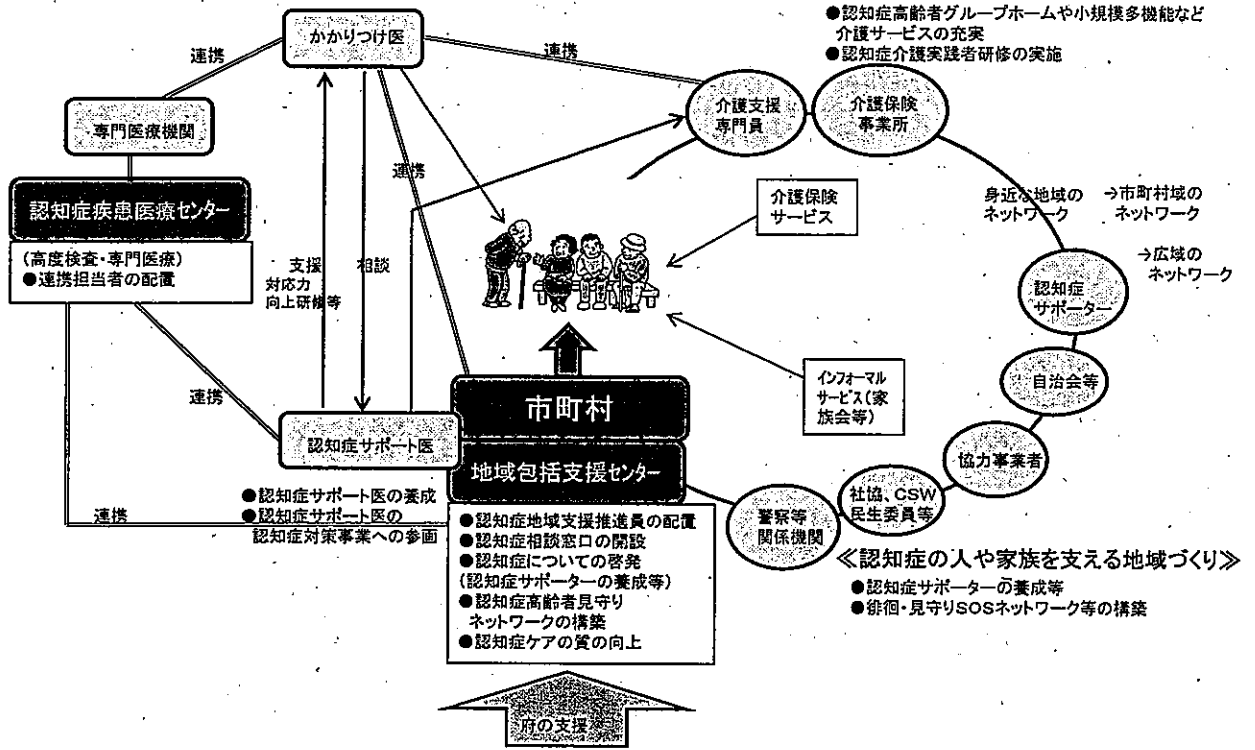 ●認知症高齢者グループホームや小規模多機能など
介護サービスの充実
●認知症介護実践者研修の実施
かかりつけ医
連携
連携
専門医療機関
介護支援
専門員
介護保険
事業所
連携
認知症疾患医療センター
(高度検査・専門医療)
●連携担当者の配置
支援
対応力
向上研修等
相談
介護保険
サービス
身近な地域の
ネットワーク
→市町村域の
ネットワーク
→広域の
ネットワーク
認知症
サポーター
インフォーマル
サービス(家
族会等)
自治会等
連携
市町村
認知症サポート医
地域包括支援センター
協力事業者
社協、CSW
民生委員等
警察等
関係機関
連携
●認知症サポート医の養成
●認知症サポート医の
認知症対策事業への参画
●認知症地域支援推進員の配置
●認知症相談窓口の開設
●認知症についての啓発
(認知症サポーターの養成等)
●認知症高齢者見守り
ネットワークの構築
●認知症ケアの質の向上
≪認知症の人や家族を支える地域づくり≫
●認知症サポーターの養成等
●徘徊・見守りSOSネットワーク等の構築
府の支援